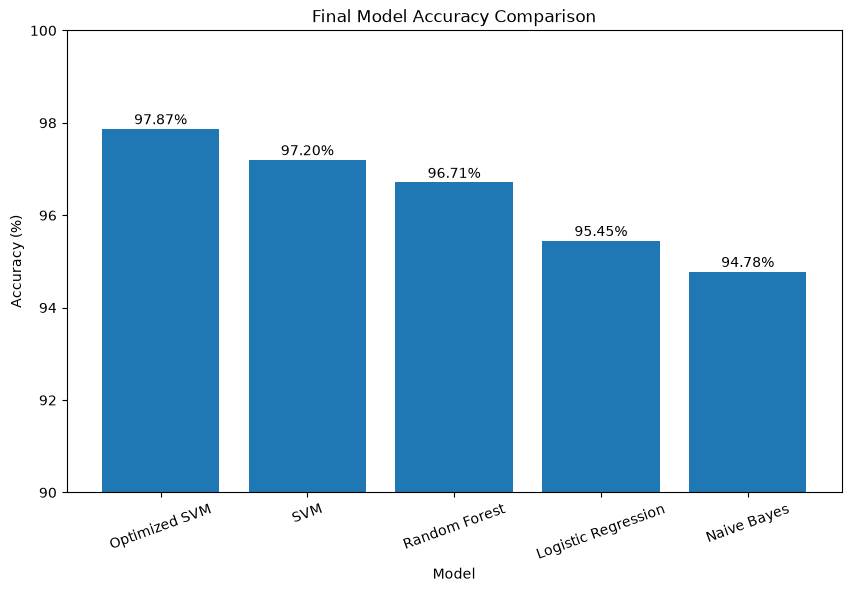 Final Model Accuracy Comparison
100
98
96
94
92
90
Accuracy (%)
97.87%
97.20%
96.71%
95.45%
94.78%
Optimized SVM
SVM
Random Forest
Logistic Regression
Naive Bayes
Model